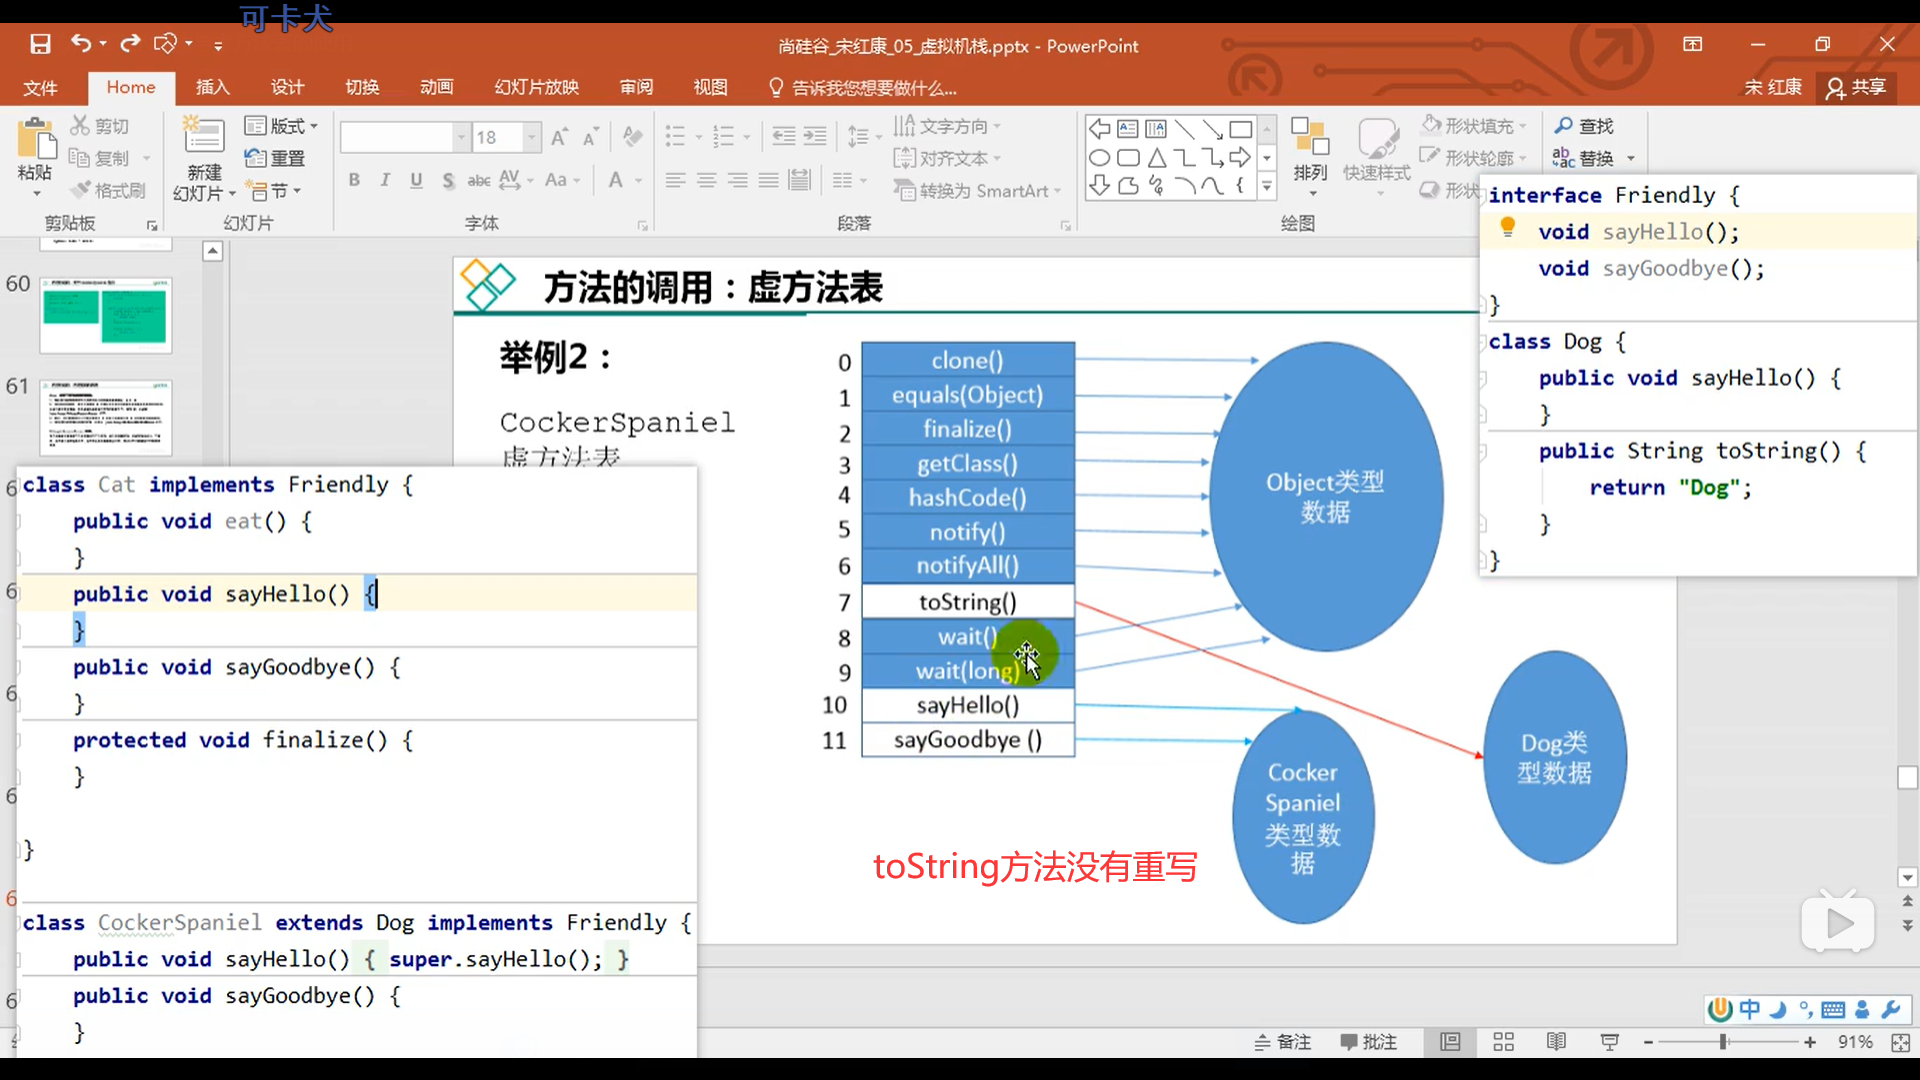 可卡犬
尚硅谷_宋红康_05_虚拟机栈.pptx - PowerPoint
文件
Home
插入
设计
切换
动画
幻灯片放映
审阅
视图
告诉我您想要做什么...
宋 红康
共享
粘贴
剪切
复制
格式刷
剪贴板
新建
幻灯片
版式
重置
节
幻灯片
18
B I U S abc AV Aa A
字体
文字方向
对齐文本
转换为 SmartArt
段落
排列
快速样式
形状填充
形状轮廓
形状
绘图
查找
替换
60
61
方法的调用：虚方法表
举例2：
CockerSpaniel
虚方法表
0 clone()
1 equals(Object)
2 finalize()
3 getClass()
4 hashCode()
5 notify()
6 notifyAll()
7 toString()
8 wait()
9 wait(long)
10 sayHello()
11 sayGoodbye ()
Object类型
数据
Cocker
Spaniel
类型数
据
Dog类
型数据
toString方法没有重写
interface Friendly {
void sayHello();
void sayGoodbye();
}
class Dog {
public void sayHello() {
}
public String toString() {
return "Dog";
}
}
class Cat implements Friendly {
public void eat() {
}
public void sayHello() {
}
public void sayGoodbye() {
}
protected void finalize() {
}
}
class CockerSpaniel extends Dog implements Friendly {
public void sayHello() { super.sayHello(); }
public void sayGoodbye() {
}
中
备注
批注
91%